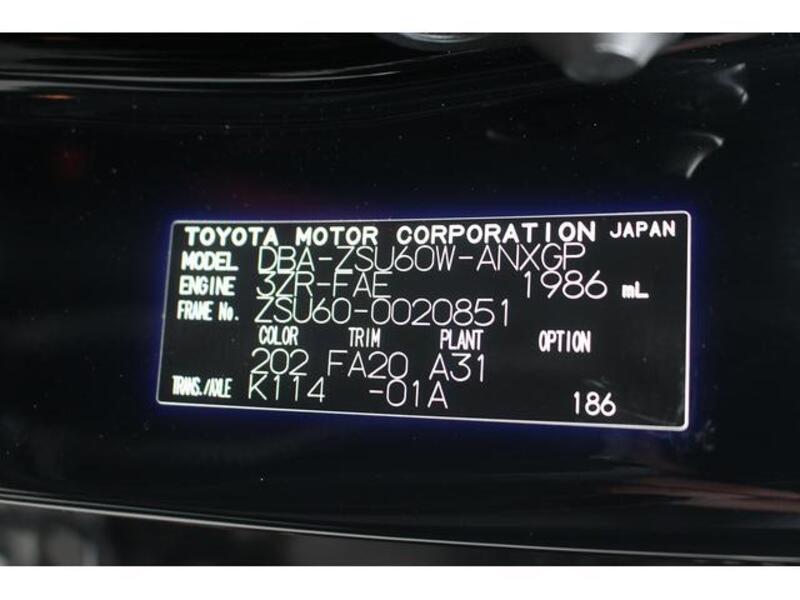 TOYOTA MOTOR CORPORATION JAPAN
MODEL DBA-ZSU60W-ANXGP
ENGINE 3ZR-FAE 1986 mL
FRAME No. ZSU60-0020851
COLOR TRIM PLANT OPTION
202 FA20 A31
TRANS./AXLE K114 -01A 186